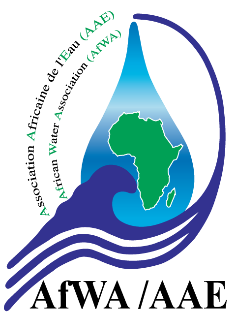 Association Africaine de l'Eau (AAE)
African Water Association (AfWA)
AfWA /AAE